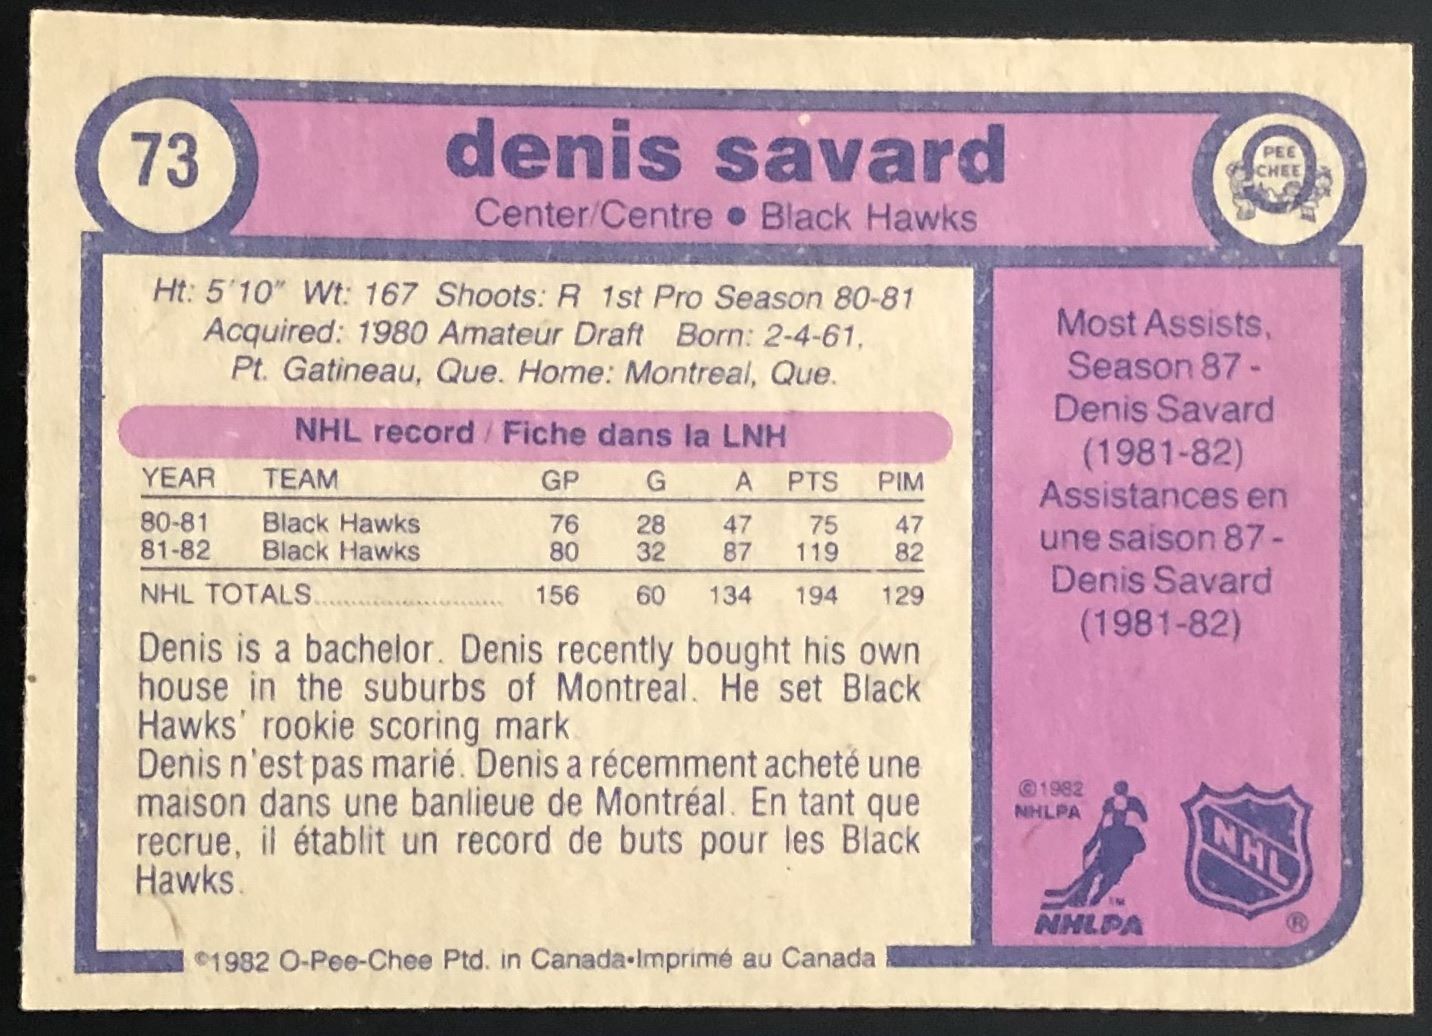 73
denis savard
Center/Centre • Black Hawks
O
PEE
CHEE
Ht: 5'10" Wt: 167 Shoots: R 1st Pro Season 80-81
Acquired: 1980 Amateur Draft Born: 2-4-61,
Pt. Gatineau, Que. Home: Montreal, Que.
NHL record / Fiche dans la LNH
YEAR TEAM GP G A PTS PIM
80-81 Black Hawks 76 28 47 75 47
81-82 Black Hawks 80 32 87 119 82
NHL TOTALS.......................... 156 60 134 194 129
Denis is a bachelor. Denis recently bought his own
house in the suburbs of Montreal. He set Black
Hawks' rookie scoring mark.
Denis n'est pas marié. Denis a récemment acheté une
maison dans une banlieue de Montréal. En tant que
recrue, il établit un record de buts pour les Black
Hawks.
Most Assists,
Season 87 -
Denis Savard
(1981-82)
Assistances en
une saison 87 -
Denis Savard
(1981-82)
©1982
NHLPA
TM
NHLPA
NHL
®
©1982 O-Pee-Chee Ptd. in Canada•Imprimé au Canada